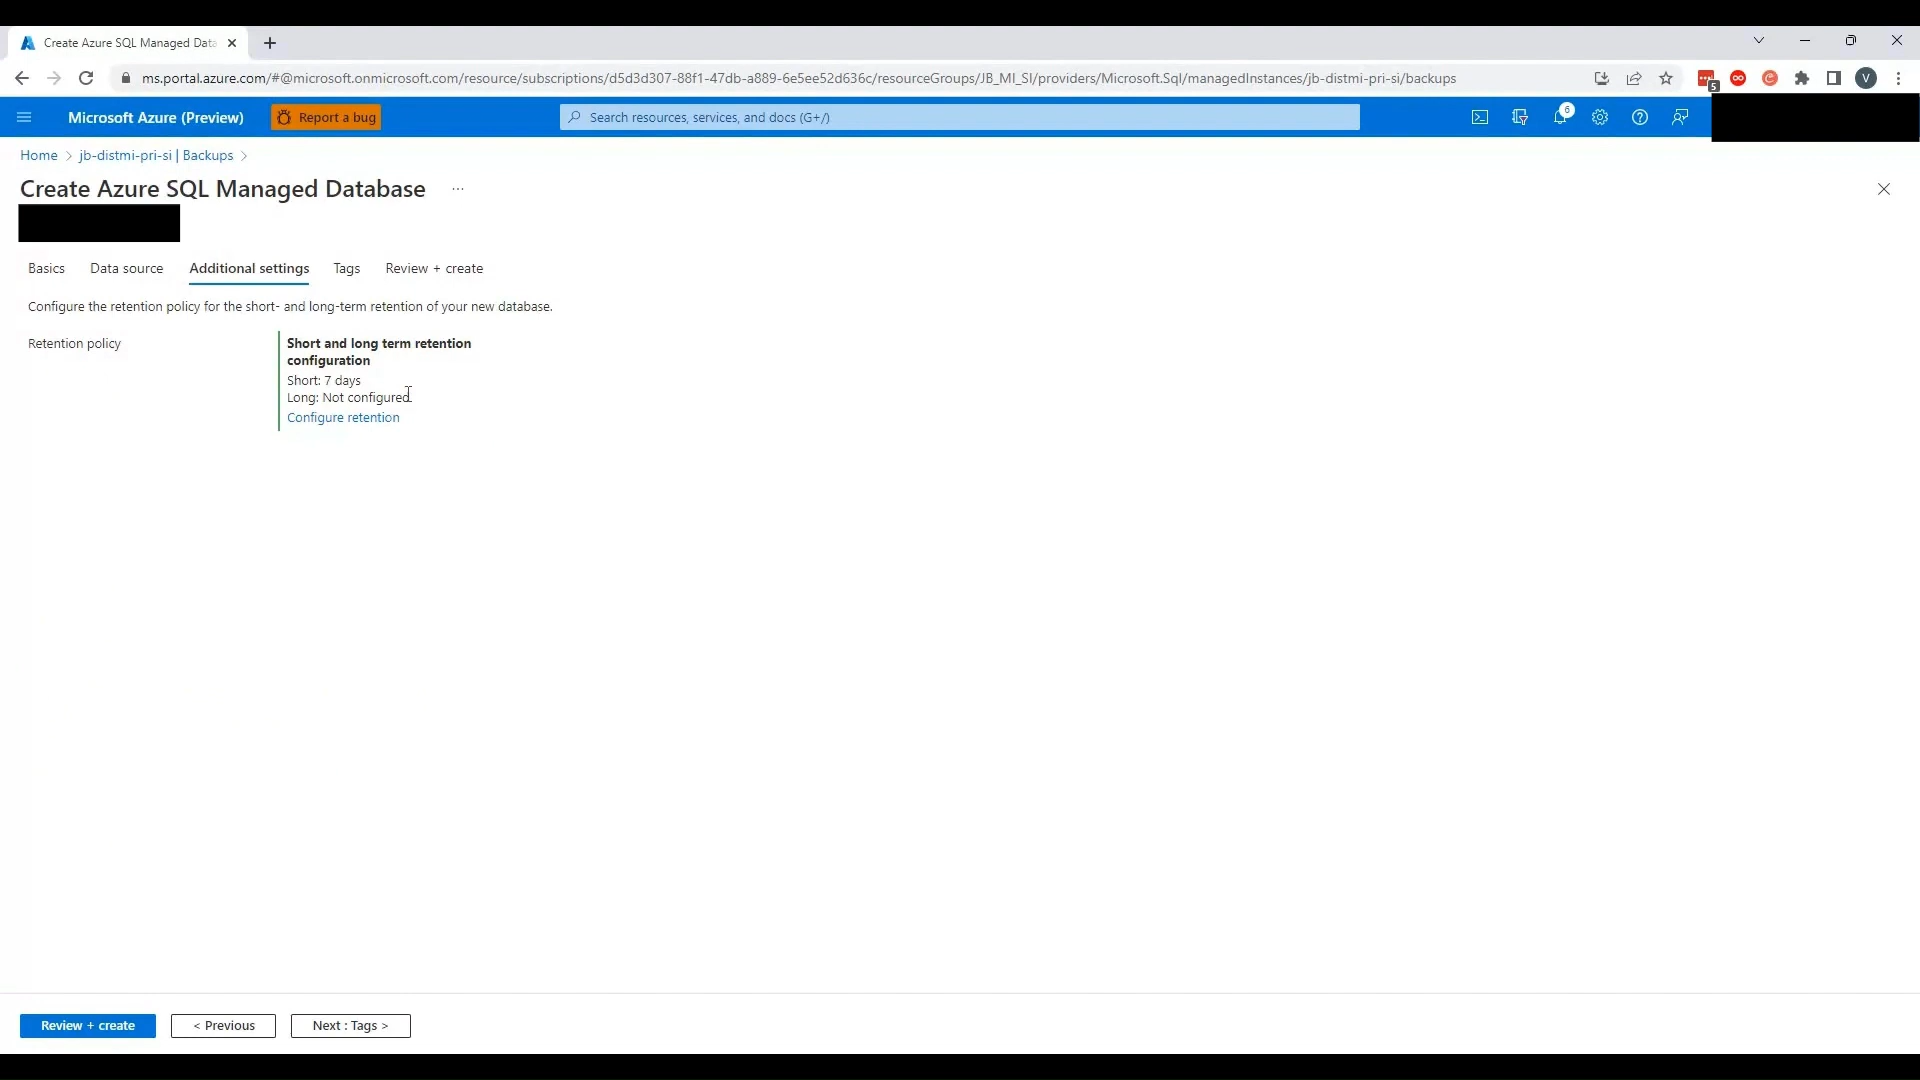 Create Azure SQL Managed Data
ms.portal.azure.com/#@microsoft.onmicrosoft.com/resource/subscriptions/d5d3d307-88f1-47db-a889-6e5ee52d636c/resourceGroups/JB_MI_SI/providers/Microsoft.Sql/managedInstances/jb-distmi-pri-si/backups
5
V
Microsoft Azure (Preview)
Report a bug
Search resources, services, and docs (G+/)
6
Home > jb-distmi-pri-si | Backups >
Create Azure SQL Managed Database ...
Basics Data source Additional settings Tags Review + create
Configure the retention policy for the short- and long-term retention of your new database.
Retention policy
Short and long term retention
configuration
Short: 7 days
Long: Not configured
Configure retention
Review + create
< Previous
Next : Tags >